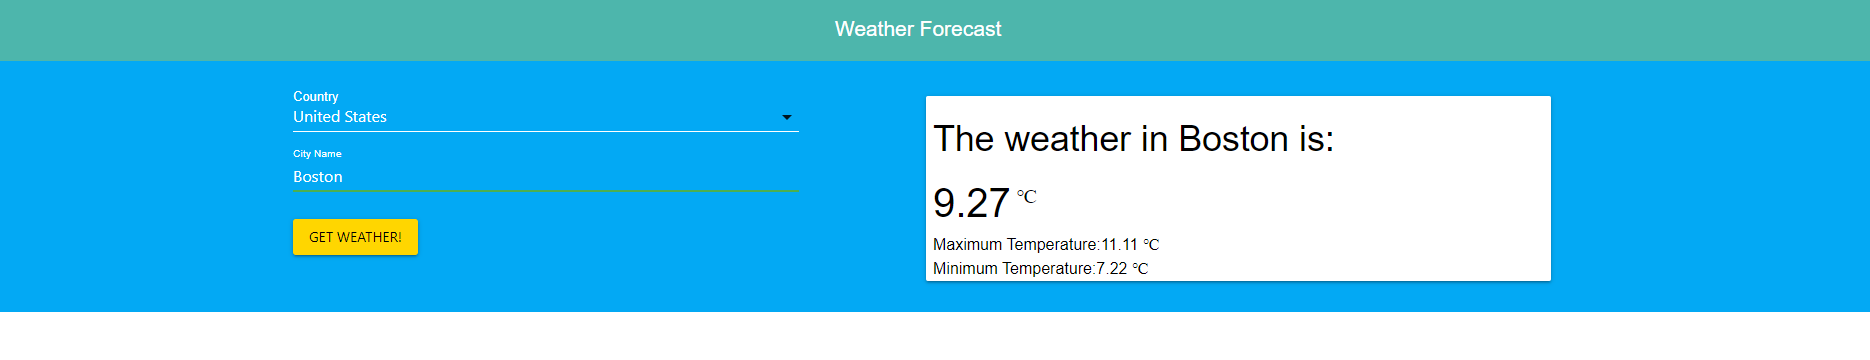 Weather Forecast
Country
United States
City Name
Boston
GET WEATHER!
The weather in Boston is:
9.27 °C
Maximum Temperature:11.11 °C
Minimum Temperature:7.22 °C